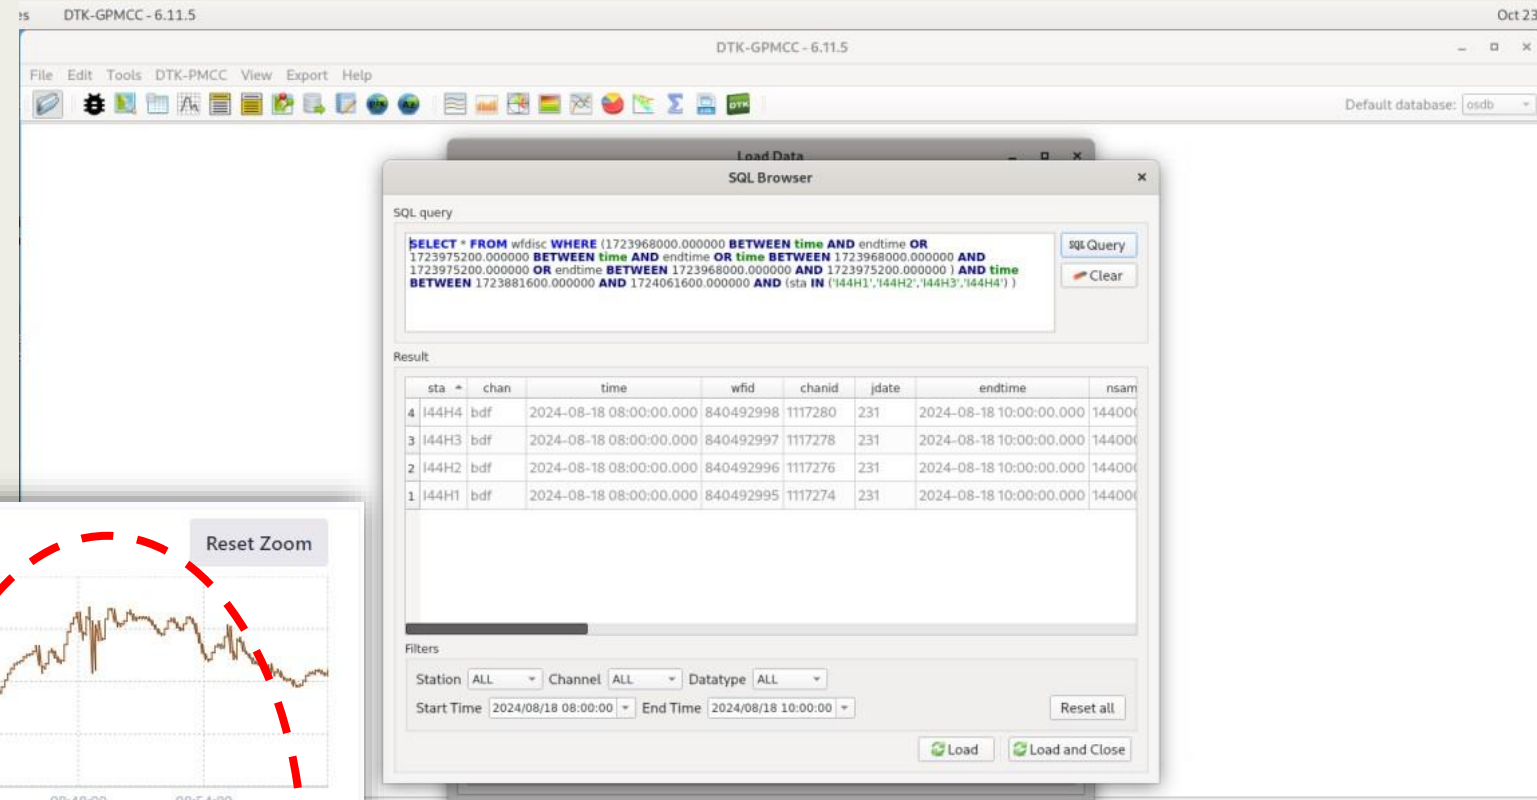 DTK-GPMCC - 6.11.5
Oct 23
DTK-GPMCC - 6.11.5
File Edit Tools DTK-PMCC View Export Help
Default database: osdb
Load Data
SQL Browser
SQL query
SELECT * FROM wfdisc WHERE (1723968000.000000 BETWEEN time AND endtime OR
1723975200.000000 BETWEEN time AND endtime OR time BETWEEN 1723968000.000000 AND
1723975200.000000 OR endtime BETWEEN 1723968000.000000 AND 1723975200.000000 ) AND time
BETWEEN 1723881600.000000 AND 1724061600.000000 AND (sta IN ('I44H1','I44H2','I44H3','I44H4') )
SQL Query
Clear
Result
sta chan time wfid chanid jdate endtime nsam
4 I44H4 bdf 2024-08-18 08:00:00.000 840492998 1117280 231 2024-08-18 10:00:00.000 14400
3 I44H3 bdf 2024-08-18 08:00:00.000 840492997 1117278 231 2024-08-18 10:00:00.000 14400
2 I44H2 bdf 2024-08-18 08:00:00.000 840492996 1117276 231 2024-08-18 10:00:00.000 14400
1 I44H1 bdf 2024-08-18 08:00:00.000 840492995 1117274 231 2024-08-18 10:00:00.000 14400
Reset Zoom
Filters
Station ALL Channel ALL Datatype ALL
Start Time 2024/08/18 08:00:00 End Time 2024/08/18 10:00:00 Reset all
Load Load and Close